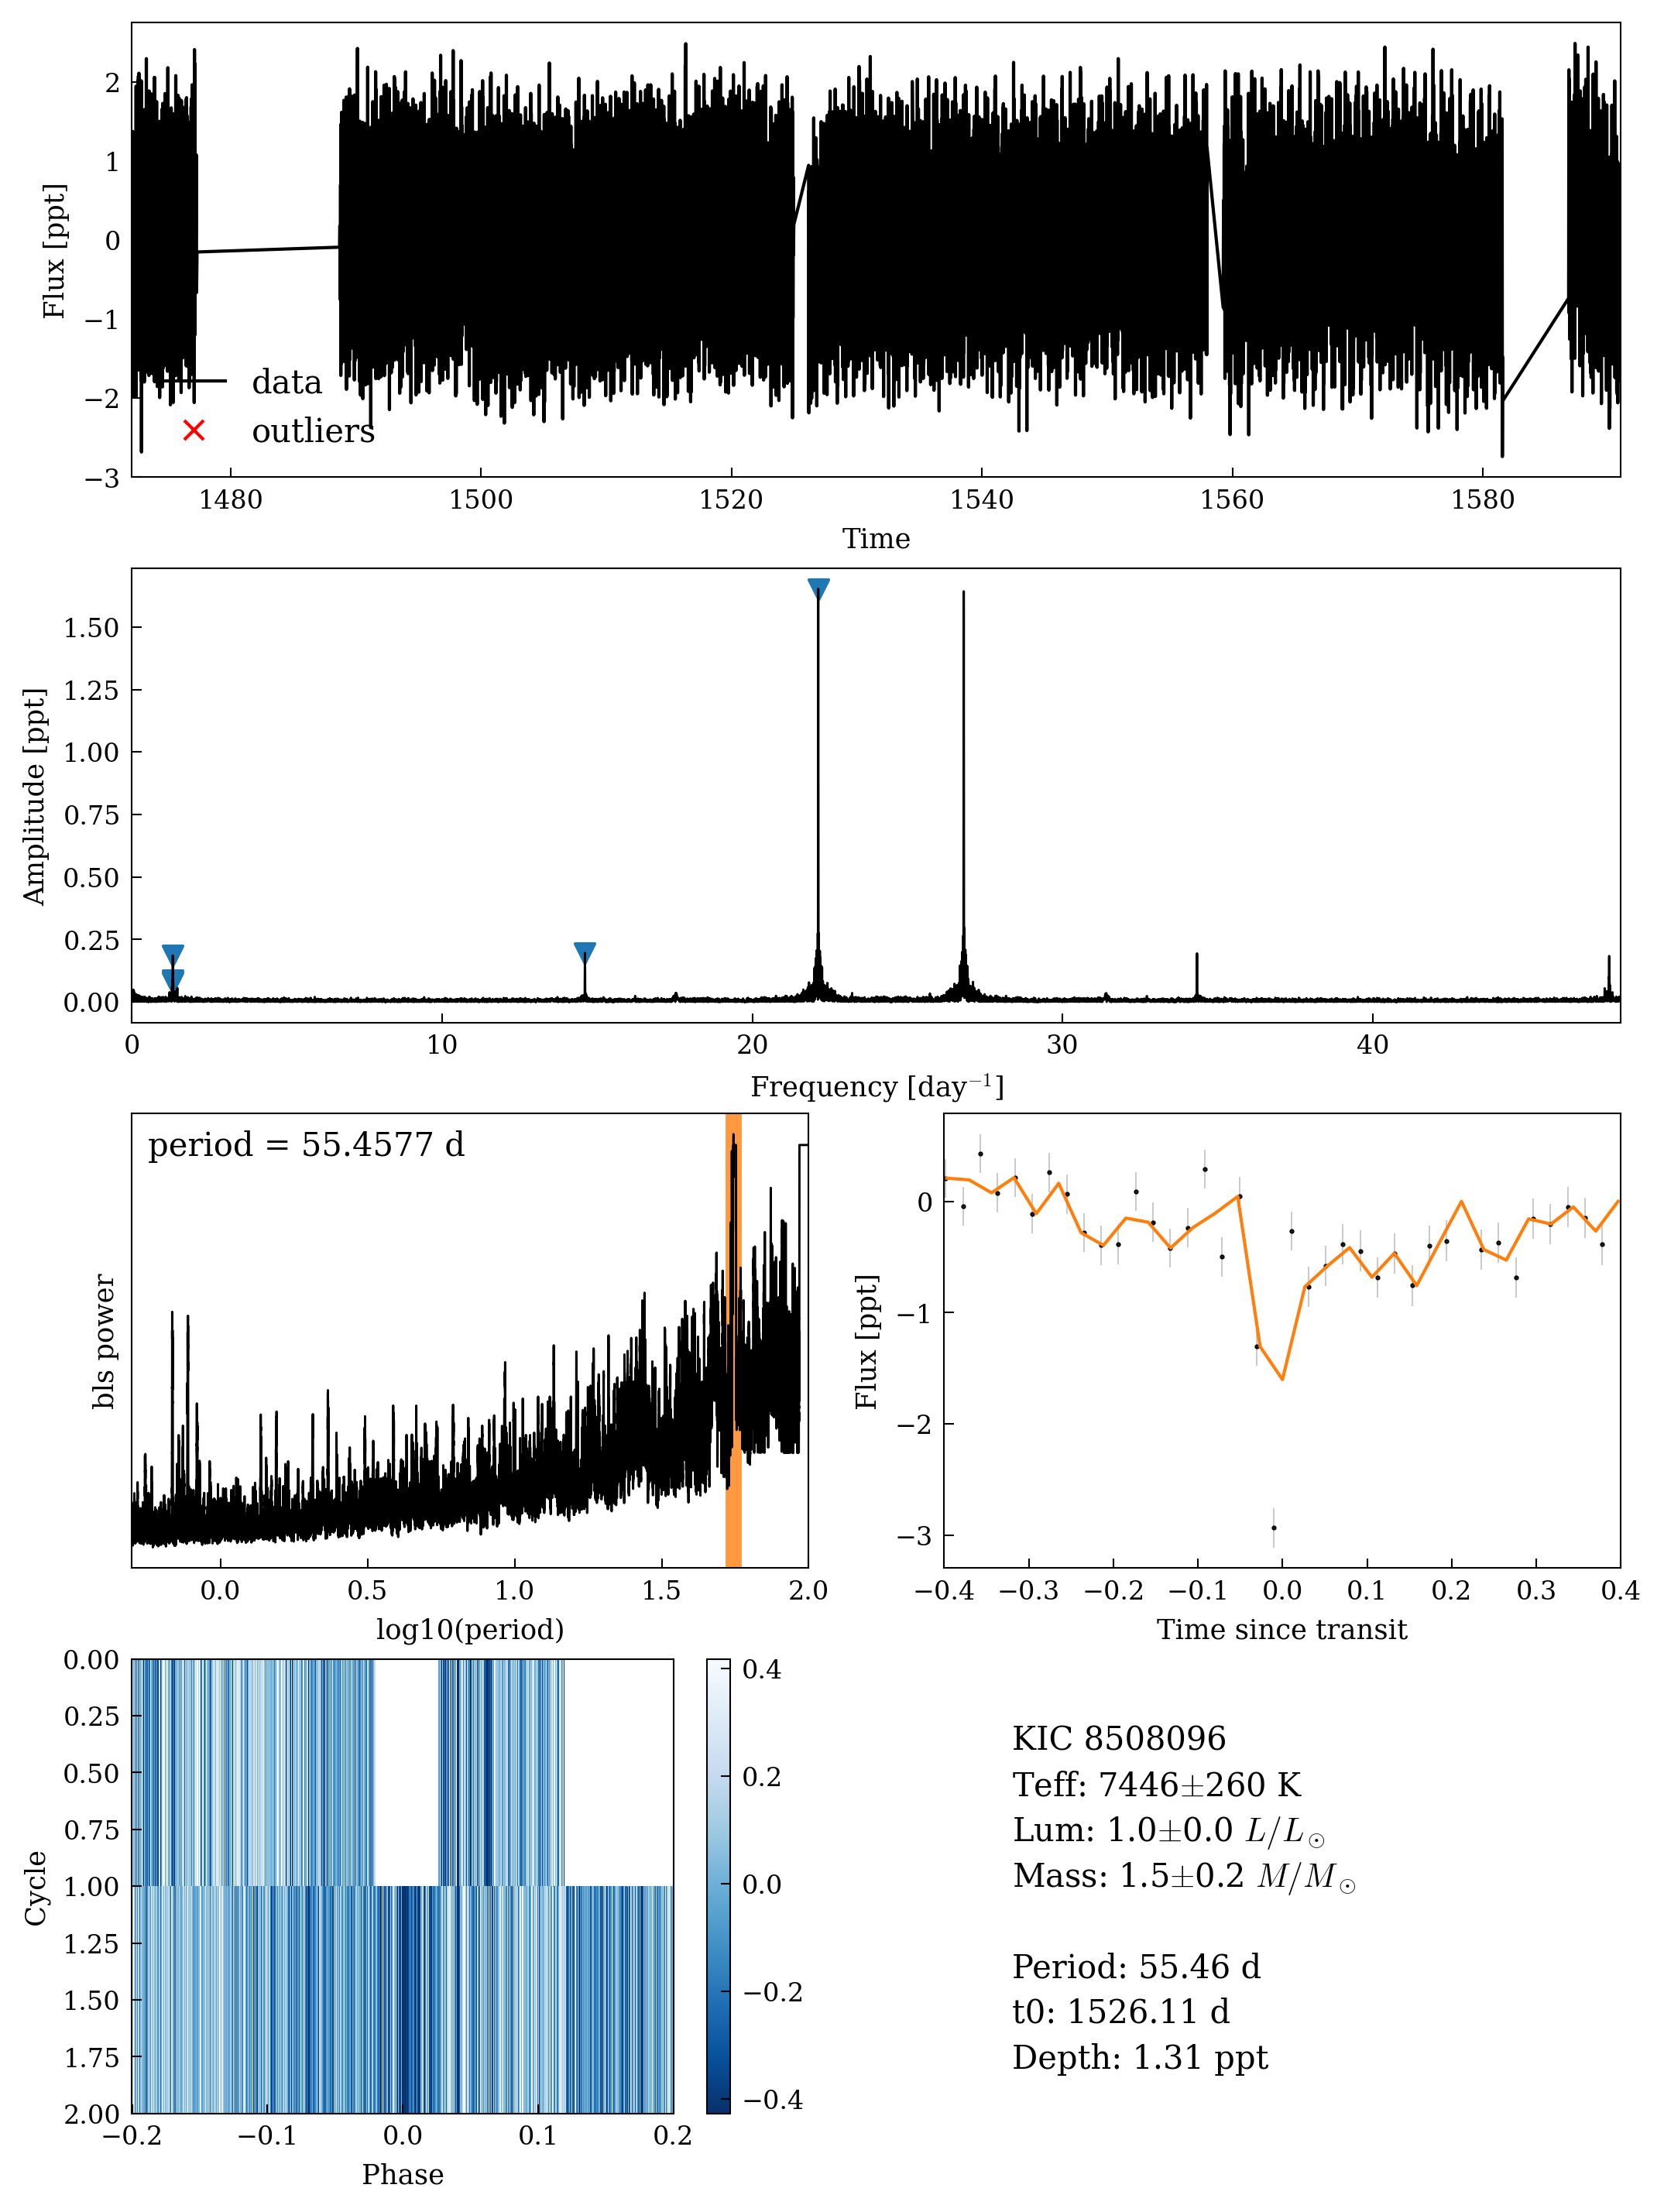 2
1
0
−1
−2
−3
Flux [ppt]
data
outliers
1480 1500 1520 1540 1560 1580
Time
1.50
1.25
1.00
0.75
0.50
0.25
0.00
Amplitude [ppt]
0 10 20 30 40
Frequency [day⁻¹]
period = 55.4577 d
bls power
0.0 0.5 1.0 1.5 2.0
log10(period)
0
−1
−2
−3
Flux [ppt]
−0.4 −0.3 −0.2 −0.1 0.0 0.1 0.2 0.3 0.4
Time since transit
0.00
0.25
0.50
0.75
1.00
1.25
1.50
1.75
2.00
Cycle
−0.2 −0.1 0.0 0.1 0.2
Phase
0.4
0.2
0.0
−0.2
−0.4
KIC 8508096
Teff: 7446±260 K
Lum: 1.0±0.0 L/L⊙
Mass: 1.5±0.2 M/M⊙
Period: 55.46 d
t0: 1526.11 d
Depth: 1.31 ppt